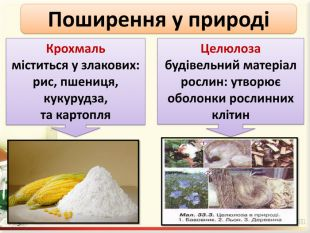 Поширення у природі
Крохмаль
міститься у злакових:
рис, пшениця,
кукурудза,
та картопля
Целюлоза
будівельний матеріал
рослин: утворює
оболонки рослинних
клітин
Мал. 33.3. Целюлоза в природі.
1. Бавовник. 2. Льон. 3. Деревина